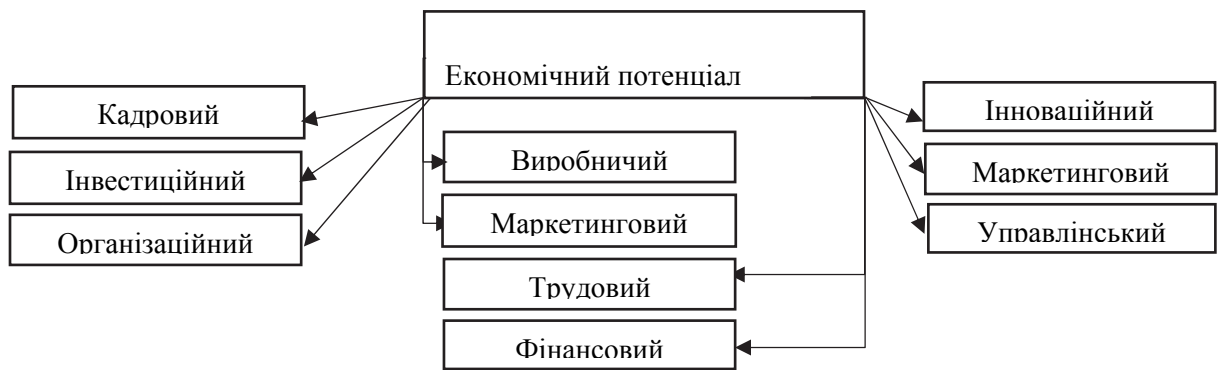 Економічний потенціал
Кадровий
Інвестиційний
Організаційний
Виробничий
Маркетинговий
Трудовий
Фінансовий
Інноваційний
Маркетинговий
Управлінський